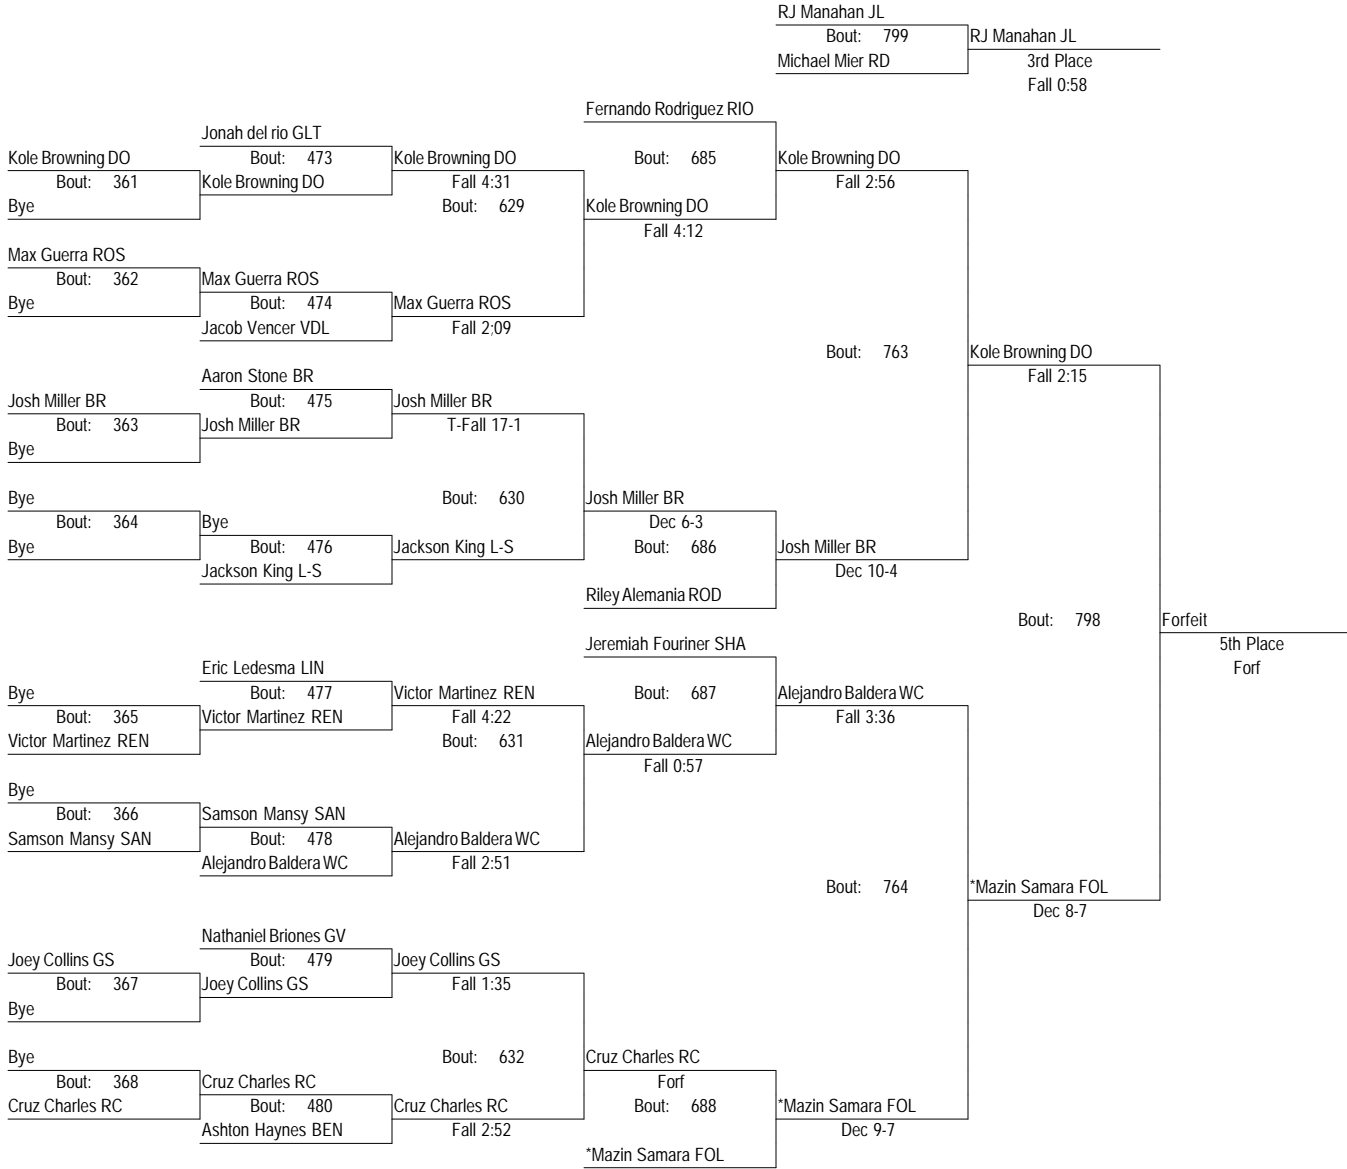 RJ Manahan JL
Bout: 799 RJ Manahan JL
Michael Mier RD 3rd Place
Fall 0:58
Fernando Rodriguez RIO
Jonah del rio GLT
Kole Browning DO Bout: 473 Kole Browning DO Bout: 685 Kole Browning DO
Bout: 361 Kole Browning DO Fall 4:31 Fall 2:56
Bye Bout: 629 Kole Browning DO
Fall 4:12
Max Guerra ROS
Bout: 362 Max Guerra ROS
Bye Bout: 474 Max Guerra ROS
Jacob Vencer VDL Fall 2;09
Bout: 763 Kole Browning DO
Aaron Stone BR Fall 2:15
Josh Miller BR Bout: 475 Josh Miller BR
Bout: 363 Josh Miller BR T-Fall 17-1
Bye
Bye Bout: 630 Josh Miller BR
Bout: 364 Bye Dec 6-3
Bye Bout: 476 Jackson King L-S Bout: 686 Josh Miller BR
Jackson King L-S Dec 10-4
Riley Alemania ROD
Bout: 798 Forfeit
Jeremiah Fouriner SHA 5th Place
Eric Ledesma LIN Forf
Bye Bout: 477 Victor Martinez REN Bout: 687 Alejandro Baldera WC
Bout: 365 Victor Martinez REN Fall 4:22 Fall 3:36
Victor Martinez REN Bout: 631 Alejandro Baldera WC
Fall 0:57
Bye
Bout: 366 Samson Mansy SAN
Samson Mansy SAN Bout: 478 Alejandro Baldera WC
Alejandro Baldera WC Fall 2:51
Bout: 764 *Mazin Samara FOL
Dec 8-7
Nathaniel Briones GV
Joey Collins GS Bout: 479 Joey Collins GS
Bout: 367 Joey Collins GS Fall 1:35
Bye
Bye Bout: 632 Cruz Charles RC
Bout: 368 Cruz Charles RC Forf
Cruz Charles RC Bout: 480 Cruz Charles RC Bout: 688 *Mazin Samara FOL
Ashton Haynes BEN Fall 2:52 Dec 9-7
*Mazin Samara FOL